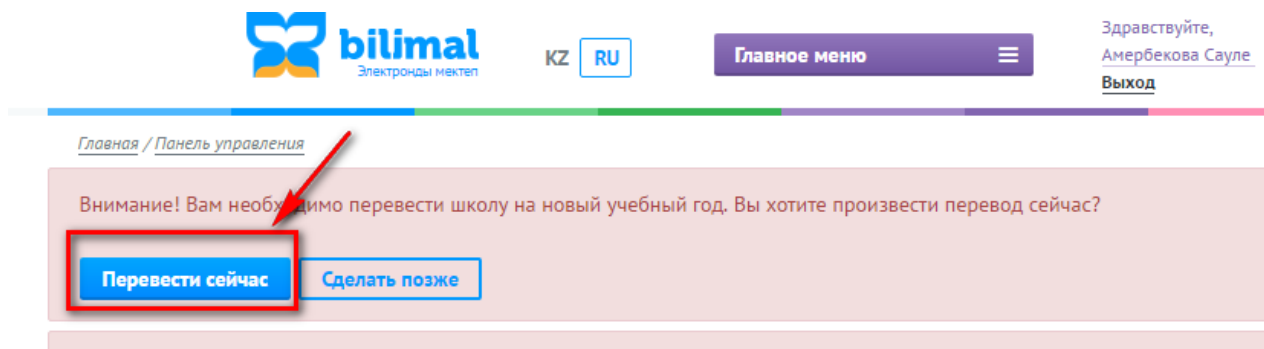 bilimal
Электронды мектеп
KZ RU
Главное меню
Здравствуйте,
Амербекова Сауле
Выход
Главная / Панель управления
Внимание! Вам необходимо перевести школу на новый учебный год. Вы хотите произвести перевод сейчас?
Перевести сейчас
Сделать позже